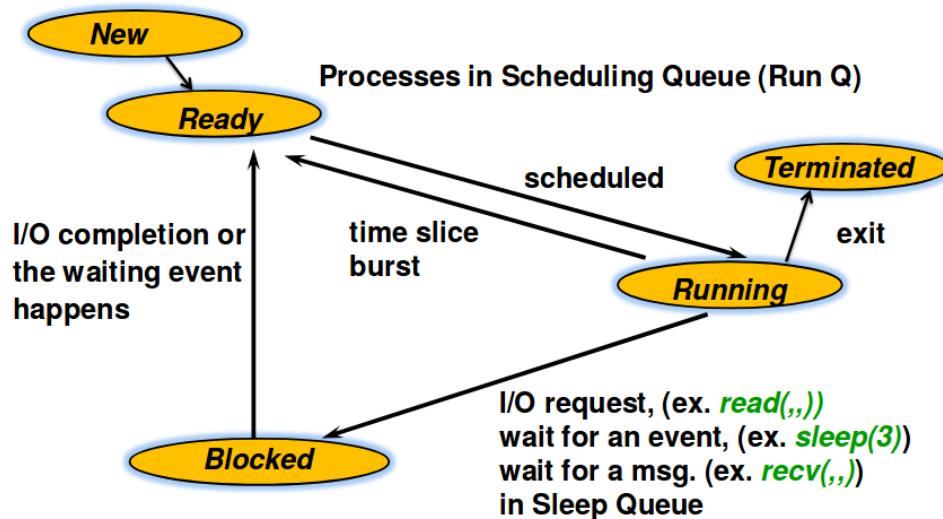 New
Processes in Scheduling Queue (Run Q)
Ready
Terminated
scheduled
I/O completion or
the waiting event
happens
time slice
burst
exit
Running
I/O request, (ex. read(,,))
wait for an event, (ex. sleep(3))
wait for a msg. (ex. recv(,,))
in Sleep Queue
Blocked